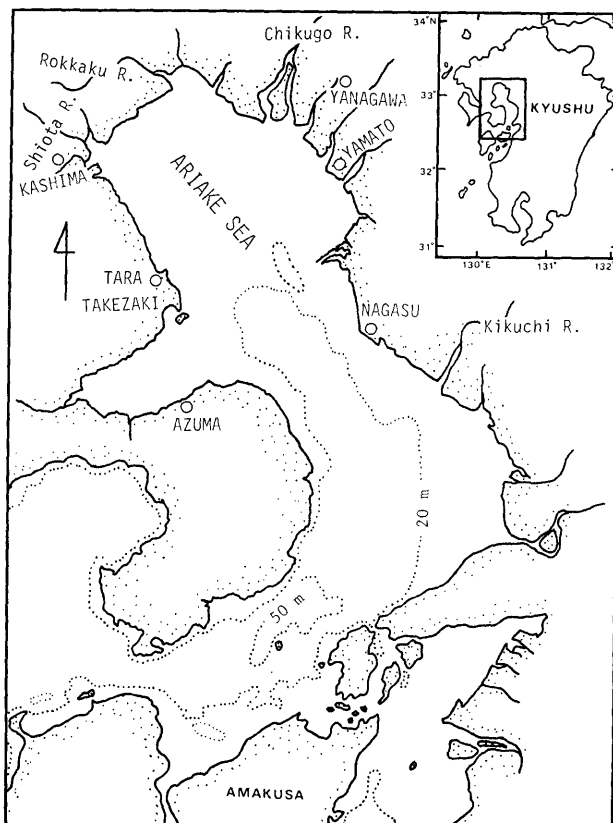 Chikugo R.
Rokkaku R.
Shiota R.
KASHIMA
YANAGAWA
YAMATO
ARIAKE SEA
TARA
TAKEZAKI
NAGASU
Kikuchi R.
AZUMA
20 m
50 m
AMAKUSA
34°N
33
32
31
130°E
131°
132°
KYUSHU